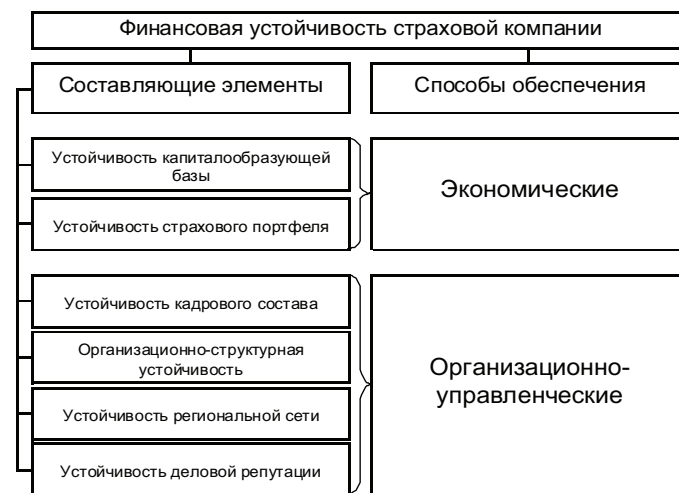 Финансовая устойчивость страховой компании
Составляющие элементы
Способы обеспечения
Устойчивость капиталообразующей
базы
Устойчивость страхового портфеля
Экономические
Устойчивость кадрового состава
Организационно-структурная
устойчивость
Устойчивость региональной сети
Устойчивость деловой репутации
Организационно-
управленческие